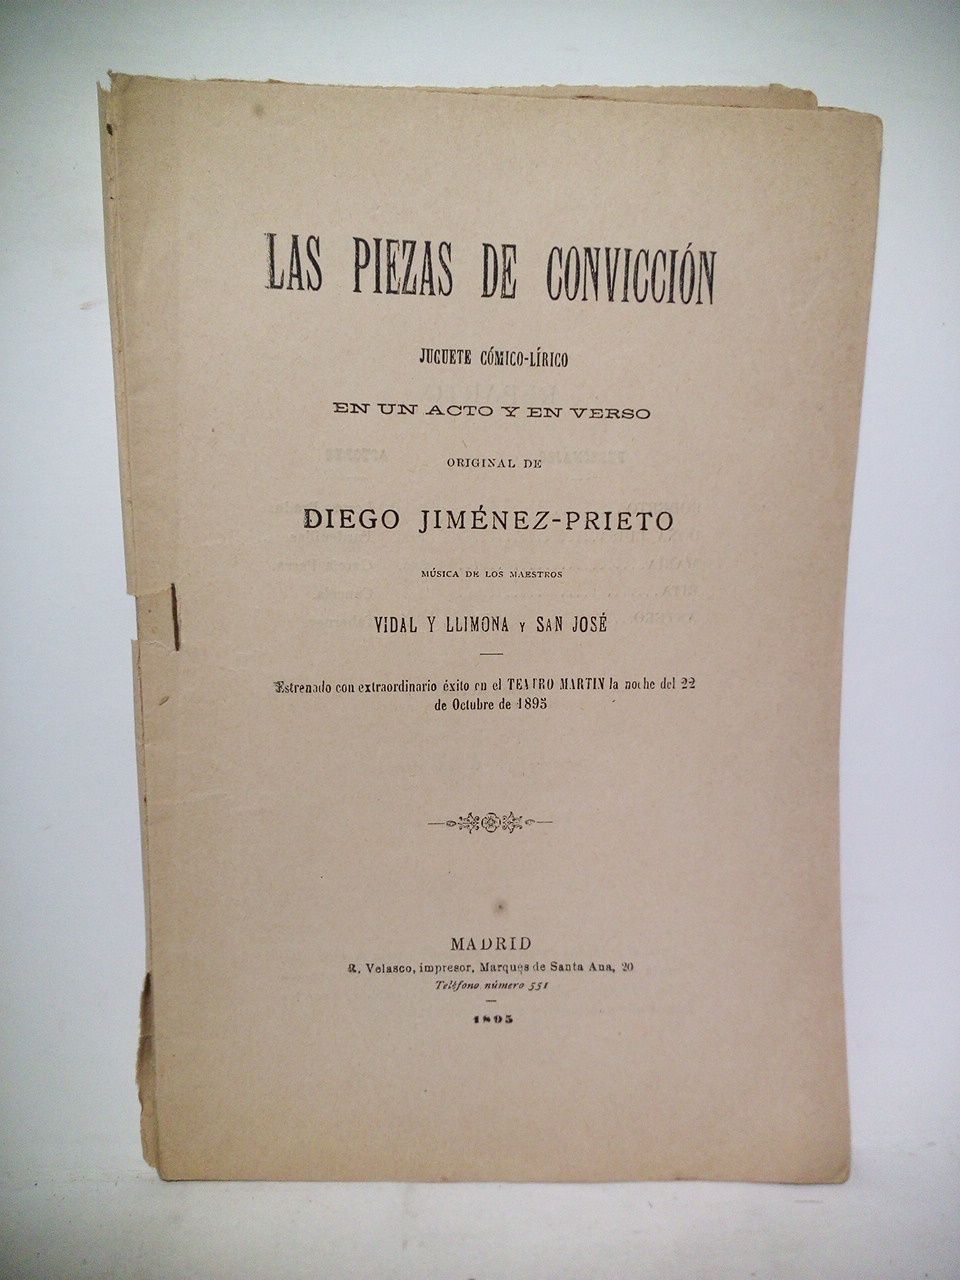 LAS PIEZAS DE CONVICCIÓN
JUGUETE CÓMICO-LÍRICO
EN UN ACTO Y EN VERSO
ORIGINAL DE
DIEGO JIMÉNEZ-PRIETO
MÚSICA DE LOS MAESTROS
VIDAL Y LLIMONA Y SAN JOSÉ
Estrenado con extraordinario éxito en el TEATRO MARTIN la noche del 22
de Octubre de 1895
MADRID
R. Velasco, impresor, Marqués de Santa Ana, 20
Teléfono número 551
1895